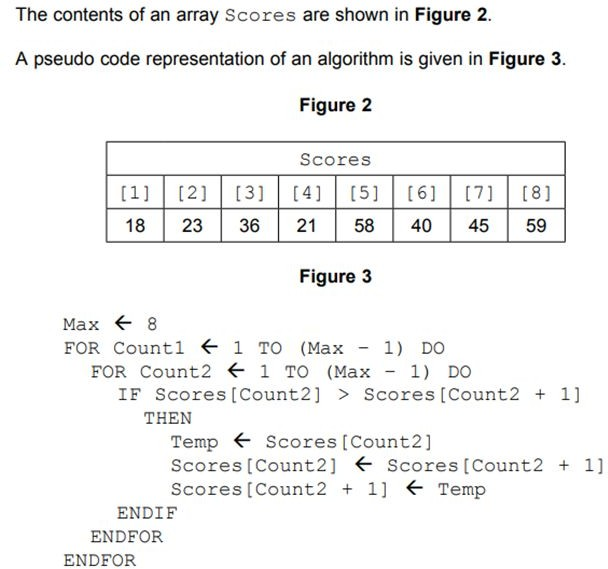 The contents of an array Scores are shown in Figure 2.
A pseudo code representation of an algorithm is given in Figure 3.
Figure 2
Scores
[1] [2] [3] [4] [5] [6] [7] [8]
18 23 36 21 58 40 45 59
Figure 3
Max ← 8
FOR Count1 ← 1 TO (Max - 1) DO
FOR Count2 ← 1 TO (Max - 1) DO
IF Scores[Count2] > Scores[Count2 + 1]
THEN
Temp ← Scores[Count2]
Scores[Count2] ← Scores[Count2 + 1]
Scores[Count2 + 1] ← Temp
ENDIF
ENDFOR
ENDFOR